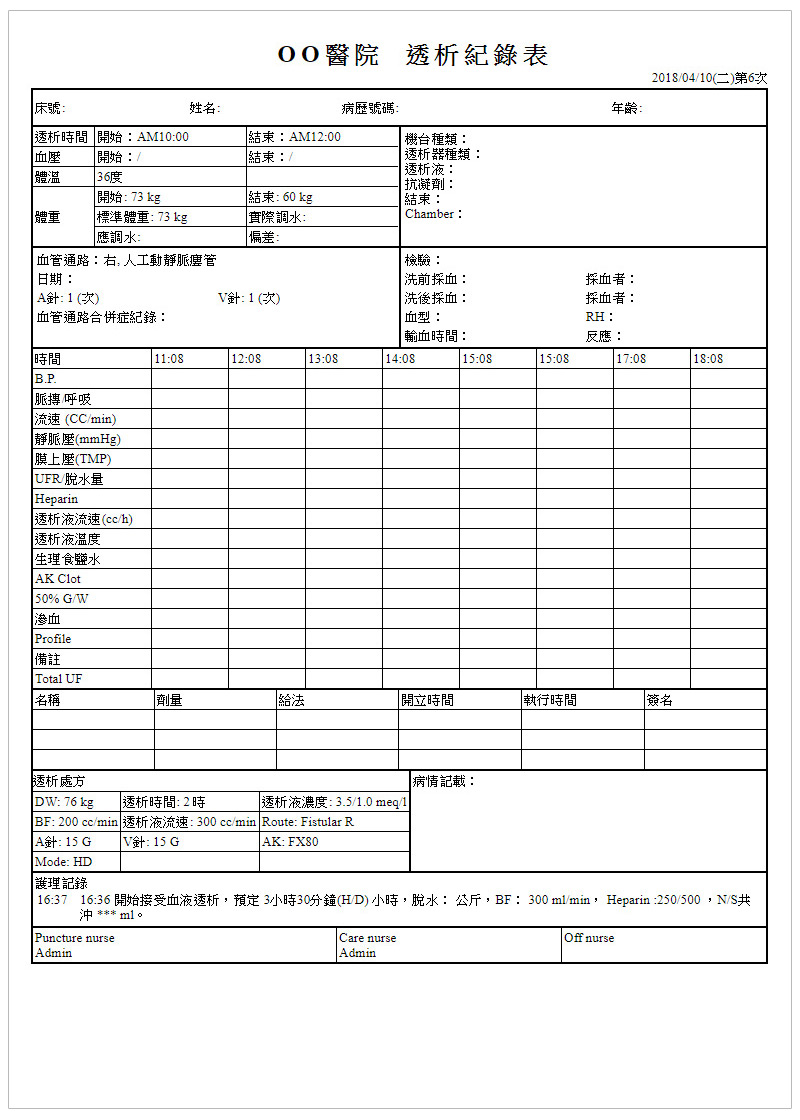 OO醫院 透析紀錄表
2018/04/10(二)第6次
床號: 姓名: 病歷號碼: 年齡:
透析時間 開始：AM10:00 結束：AM12:00
血壓 開始：/ 結束：/
體溫 36度
體重 開始: 73 kg 結束: 60 kg
標準體重: 73 kg 實際調水:
應調水: 偏差:
機台種類：
透析器種類：
透析液：
抗凝劑：
結束：
Chamber：
血管通路：右, 人工動靜脈廔管
日期：
A針: 1 (次) V針: 1 (次)
血管通路合併症紀錄：
檢驗：
洗前採血： 採血者：
洗後採血： 採血者：
血型： RH：
輸血時間： 反應：
時間 11:08 12:08 13:08 14:08 15:08 15:08 17:08 18:08
B.P.
脈搏/呼吸
流速 (CC/min)
靜脈壓(mmHg)
膜上壓(TMP)
UFR/脫水量
Heparin
透析液流速(cc/h)
透析液溫度
生理食鹽水
AK Clot
50% G/W
滲血
Profile
備註
Total UF
名稱 劑量 給法 開立時間 執行時間 簽名
透析處方
DW: 76 kg 透析時間: 2 時 透析液濃度: 3.5/1.0 meq/l
BF: 200 cc/min 透析液流速: 300 cc/min Route: Fistular R
A針: 15 G V針: 15 G AK: FX80
Mode: HD
病情記載：
護理記錄
16:37 16:36 開始接受血液透析，預定 3小時30分鐘(H/D) 小時，脫水： 公斤，BF： 300 ml/min， Heparin :250/500 ，N/S共
沖 *** ml。
Puncture nurse Care nurse Off nurse
Admin Admin